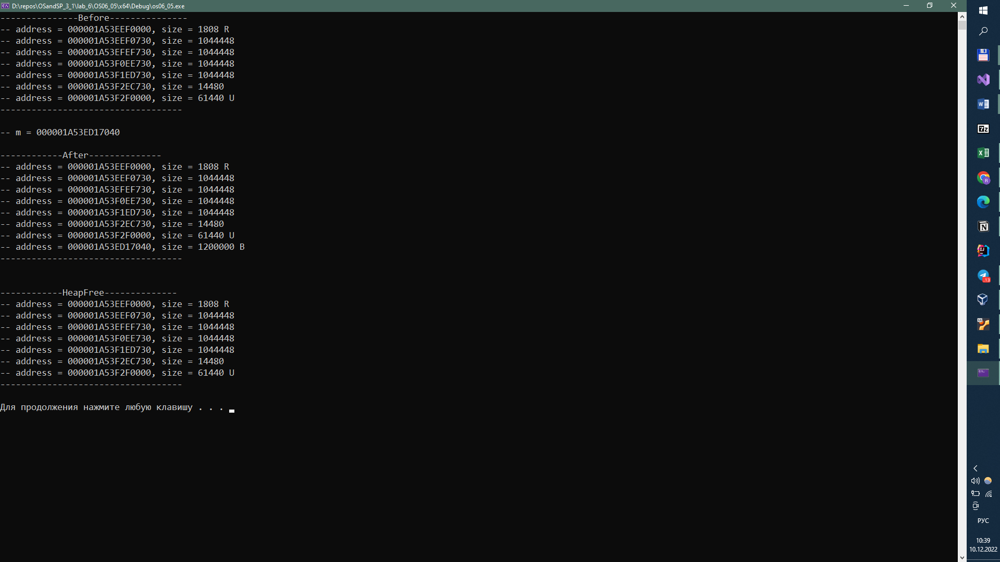 D:\repos\OSandSP_3_1\lab_6\OS06_05\x64\Debug\os06_05.exe
---------------Before---------------
-- address = 000001A53EEF0000, size = 1808 R
-- address = 000001A53EEF0730, size = 1044448
-- address = 000001A53EFEF730, size = 1044448
-- address = 000001A53F0EE730, size = 1044448
-- address = 000001A53F1ED730, size = 1044448
-- address = 000001A53F2EC730, size = 14480
-- address = 000001A53F2F0000, size = 61440 U
-----------------------------------
-- m = 000001A53ED17040
------------After--------------
-- address = 000001A53EEF0000, size = 1808 R
-- address = 000001A53EEF0730, size = 1044448
-- address = 000001A53EFEF730, size = 1044448
-- address = 000001A53F0EE730, size = 1044448
-- address = 000001A53F1ED730, size = 1044448
-- address = 000001A53F2EC730, size = 14480
-- address = 000001A53F2F0000, size = 61440 U
-- address = 000001A53ED17040, size = 1200000 B
-----------------------------------
------------HeapFree--------------
-- address = 000001A53EEF0000, size = 1808 R
-- address = 000001A53EEF0730, size = 1044448
-- address = 000001A53EFEF730, size = 1044448
-- address = 000001A53F0EE730, size = 1044448
-- address = 000001A53F1ED730, size = 1044448
-- address = 000001A53F2EC730, size = 14480
-- address = 000001A53F2F0000, size = 61440 U
-----------------------------------
Для продолжения нажмите любую клавишу . . .
РУС
10:39
10.12.2022